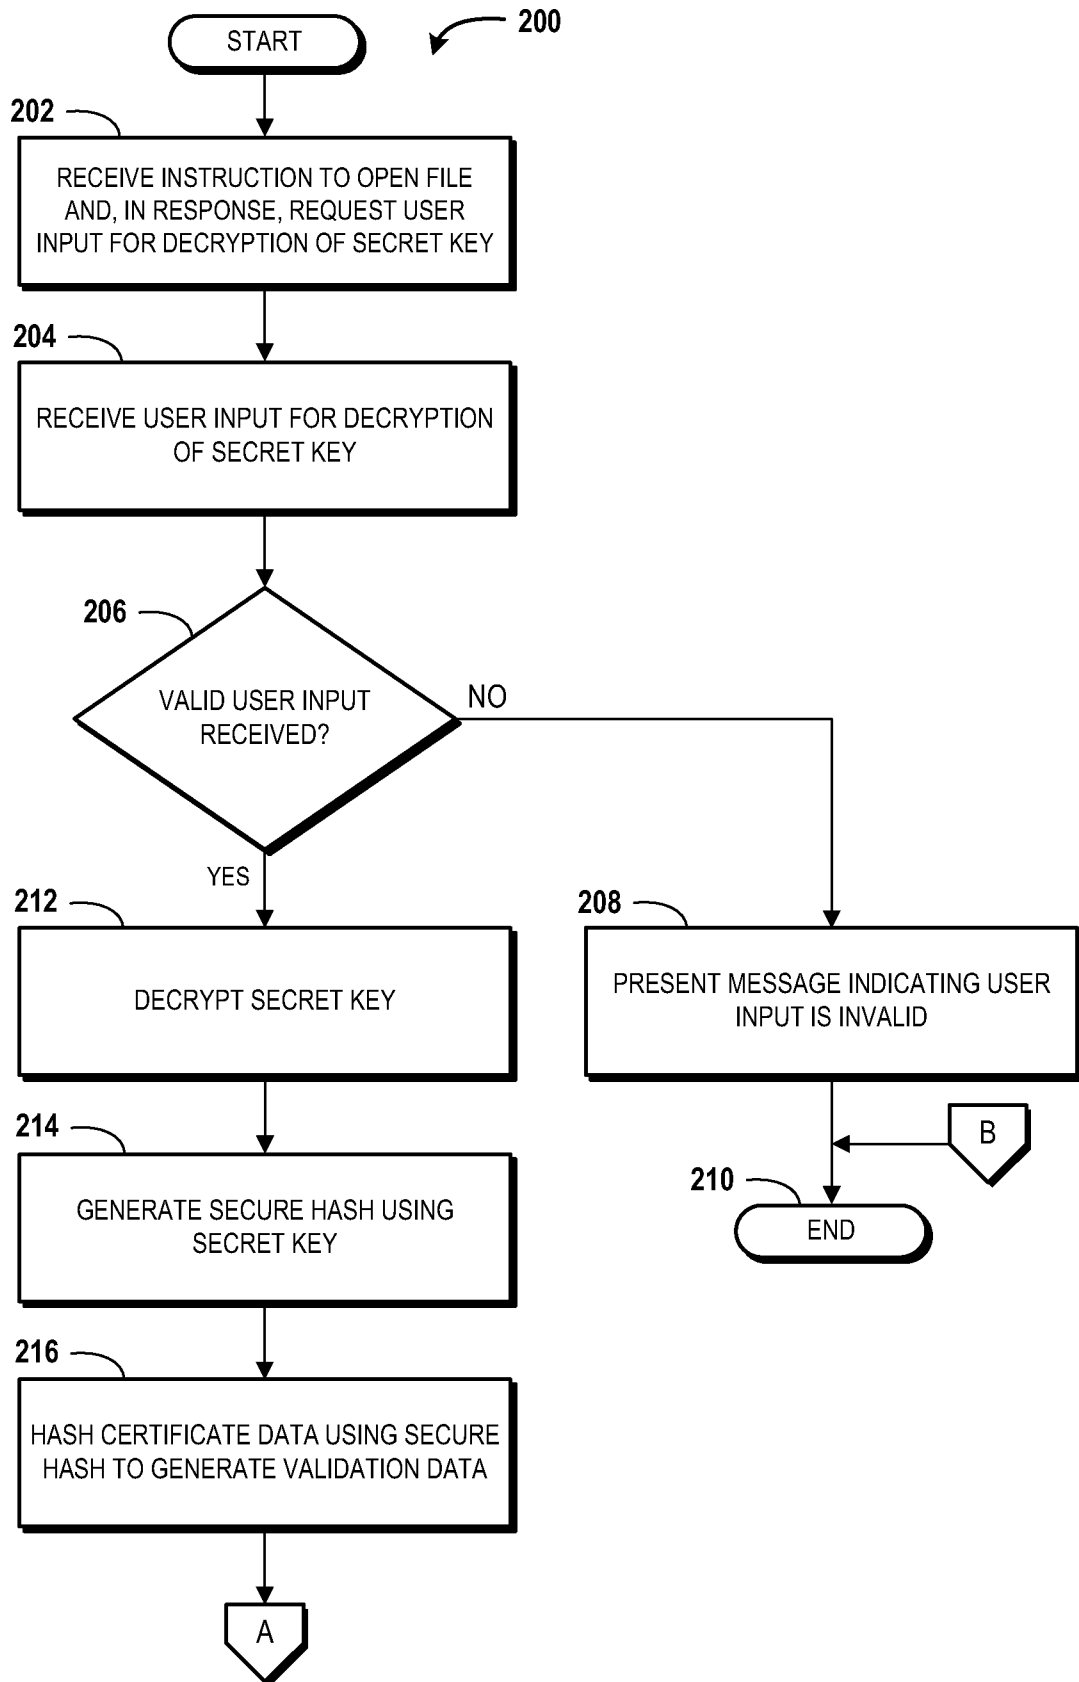 START
200
202
RECEIVE INSTRUCTION TO OPEN FILE
AND, IN RESPONSE, REQUEST USER
INPUT FOR DECRYPTION OF SECRET KEY
204
RECEIVE USER INPUT FOR DECRYPTION
OF SECRET KEY
206
VALID USER INPUT
RECEIVED?
NO
YES
212
DECRYPT SECRET KEY
208
PRESENT MESSAGE INDICATING USER
INPUT IS INVALID
214
GENERATE SECURE HASH USING
SECRET KEY
B
210
END
216
HASH CERTIFICATE DATA USING SECURE
HASH TO GENERATE VALIDATION DATA
A